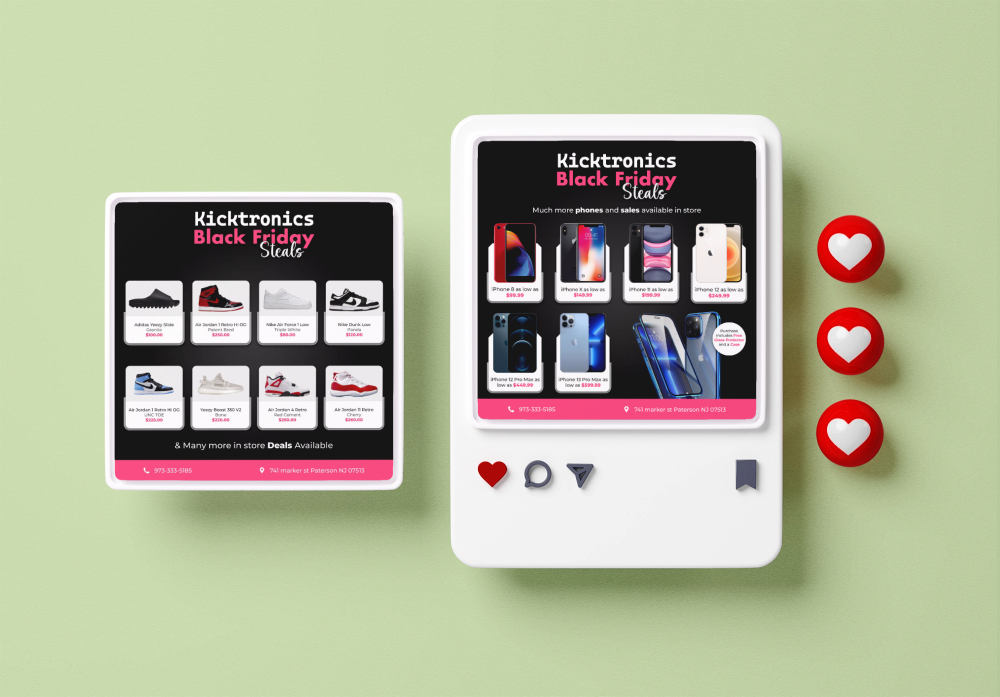 Kicktronics
Black Friday
Steals
Adidas Yeezy Slide
Granite
$100.00
Air Jordan 1 Retro Hi OG
Patent Bred
$250.00
Nike Air Force 1 Low
Triple White
$80.00
Nike Dunk Low
Panda
$120.00
Air Jordan 1 Retro Hi OG
UNC TOE
$225.00
Yeezy Boost 350 V2
Bone
$220.00
Air Jordan 4 Retro
Red Cement
Air Jordan 11 Retro
Cherry
& Many more in store Deals Available
973-333-5185
741 marker st Paterson NJ 07513
Kicktronics
Black Friday
Steals
Much more phones and sales available in store
iPhone 8 as low as
$99.99
iPhone X as low as
$149.99
iPhone 11 as low as
$199.99
iPhone 12 as low as
$249.99
iPhone 12 Pro Max as
low as $449.99
iPhone 13 Pro Max as
low as $599.99
Purchase
includes Free
Glass Protector
and a Case
973-333-5185
741 marker st Paterson NJ 07513